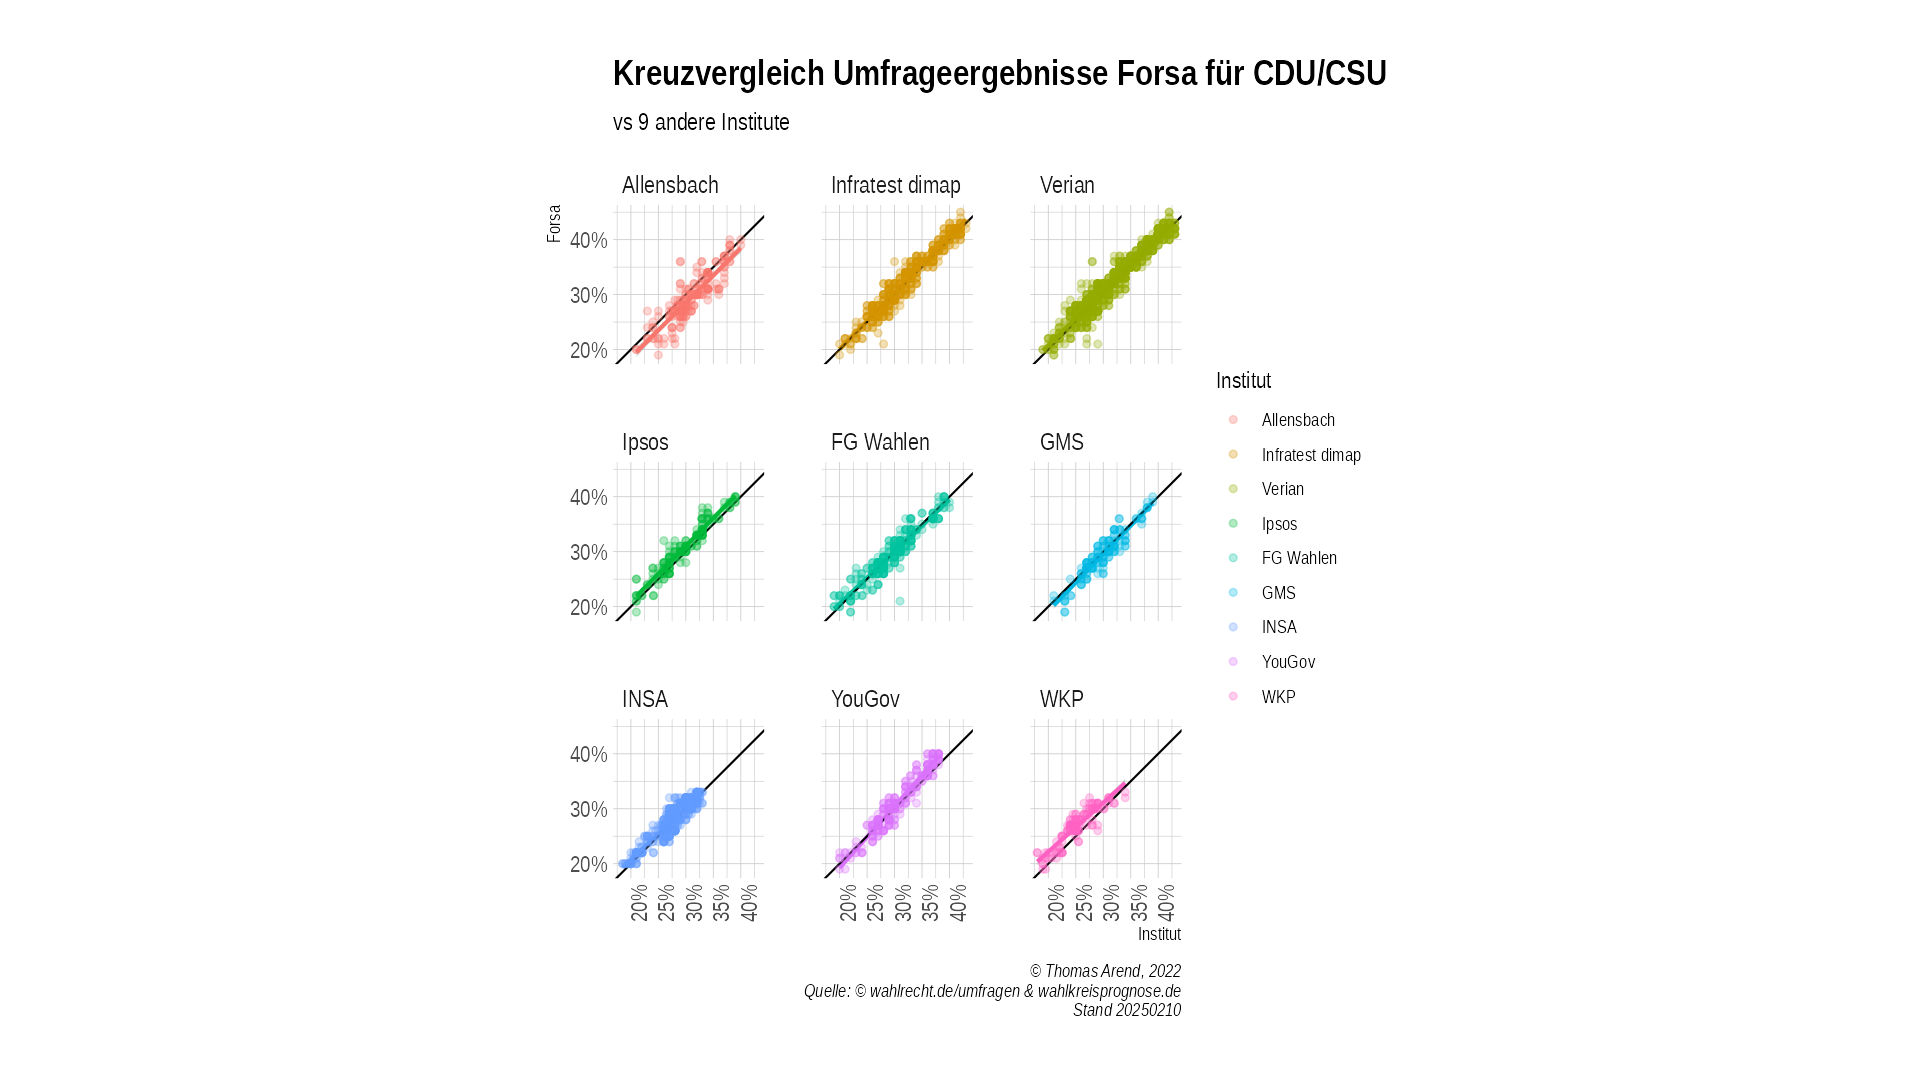 Kreuzvergleich Umfrageergebnisse Forsa für CDU/CSU
vs 9 andere Institute
Allensbach
Infratest dimap
Verian
Forsa
40%
30%
20%
Ipsos
FG Wahlen
GMS
40%
30%
20%
INSA
YouGov
WKP
40%
30%
20%
20% 25% 30% 35% 40%
20% 25% 30% 35% 40%
20% 25% 30% 35% 40%
Institut
Institut
Allensbach
Infratest dimap
Verian
Ipsos
FG Wahlen
GMS
INSA
YouGov
WKP
© Thomas Arend, 2022
Quelle: © wahlrecht.de/umfragen & wahlkreisprognose.de
Stand 20250210